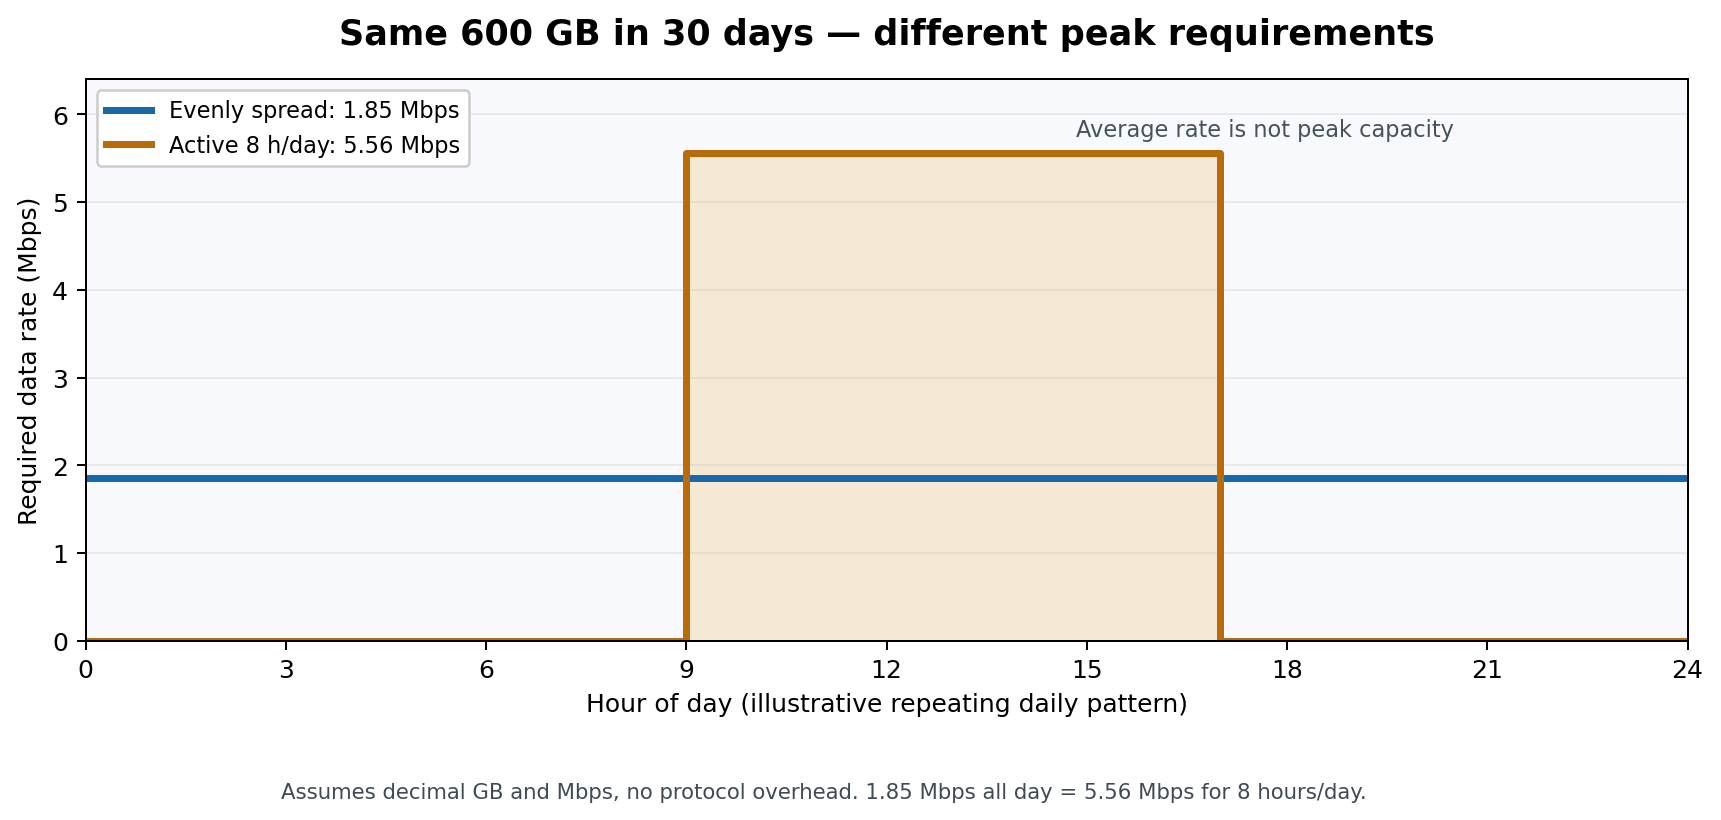 Same 600 GB in 30 days — different peak requirements
Evenly spread: 1.85 Mbps
Active 8 h/day: 5.56 Mbps
Average rate is not peak capacity
Required data rate (Mbps)
6
5
4
3
2
1
0
0 3 6 9 12 15 18 21 24
Hour of day (illustrative repeating daily pattern)
Assumes decimal GB and Mbps, no protocol overhead. 1.85 Mbps all day = 5.56 Mbps for 8 hours/day.